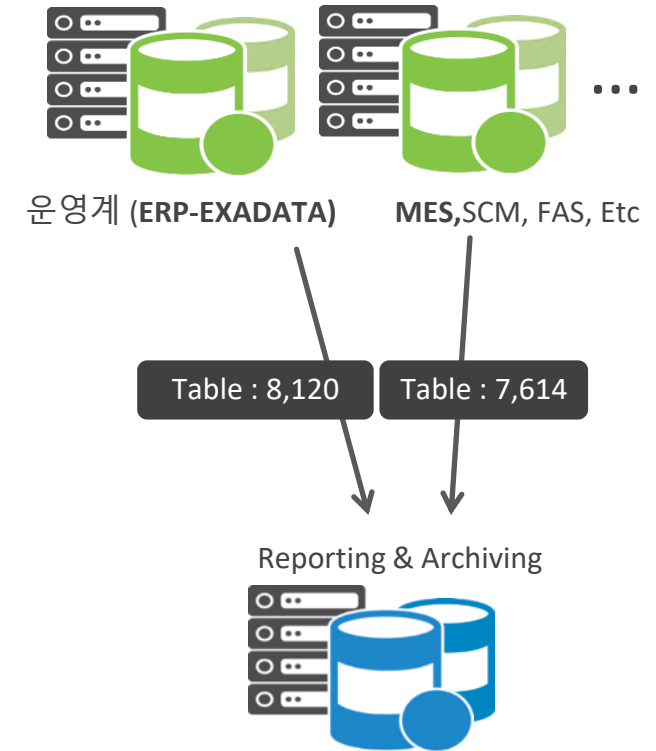 ...
운영계 (ERP-EXADATA)
MES,SCM, FAS, Etc
Table : 8,120
Table : 7,614
Reporting & Archiving